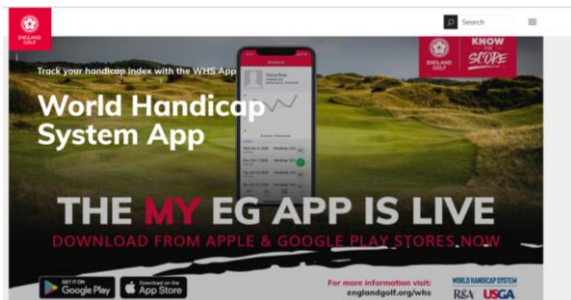 ENGLAND
GOLF
Search
Track your handicap index with the WHS App
World Handicap
System App
ENGLAND
GOLF
KNOW
THE
SCORE
THE MY EG APP IS LIVE
DOWNLOAD FROM APPLE & GOOGLE PLAY STORES NOW
GET IT ON
Google Play
Download on the
App Store
For more information visit:
englandgolf.org/whs
WORLD HANDICAP SYSTEM
R&A
USGA